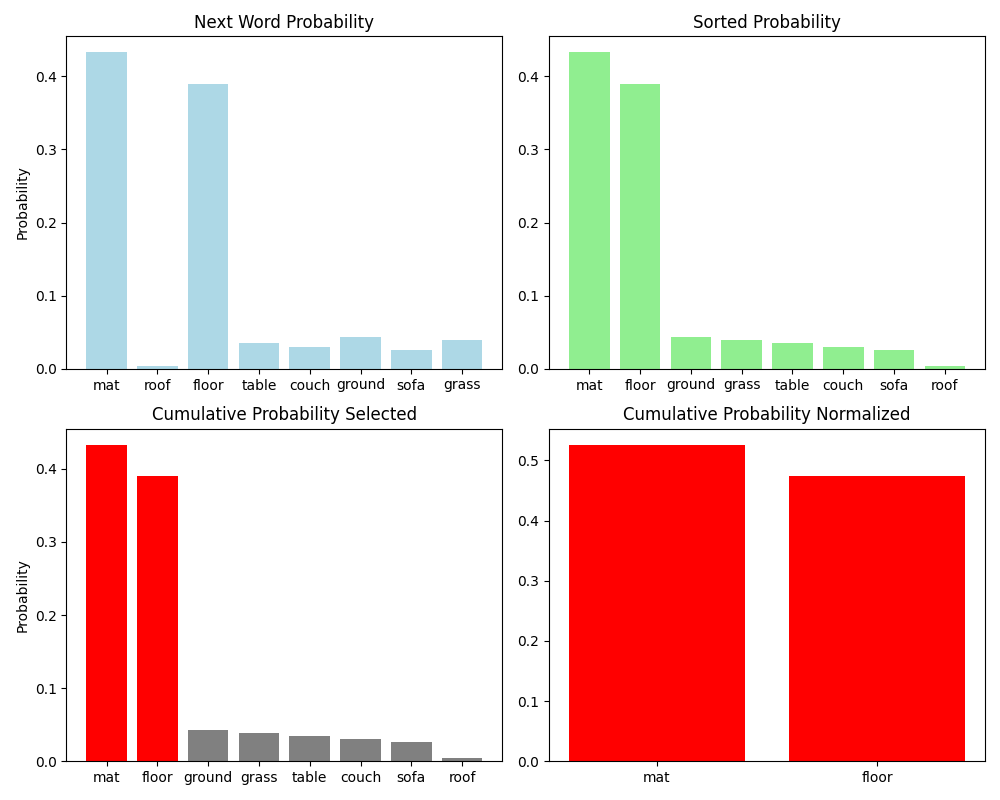 Next Word Probability
Probability
0.4
0.3
0.2
0.1
0.0
mat roof floor table couch ground sofa grass
Sorted Probability
0.4
0.3
0.2
0.1
0.0
mat floor ground grass table couch sofa roof
Cumulative Probability Selected
Probability
0.4
0.3
0.2
0.1
0.0
mat floor ground grass table couch sofa roof
Cumulative Probability Normalized
0.5
0.4
0.3
0.2
0.1
0.0
mat floor